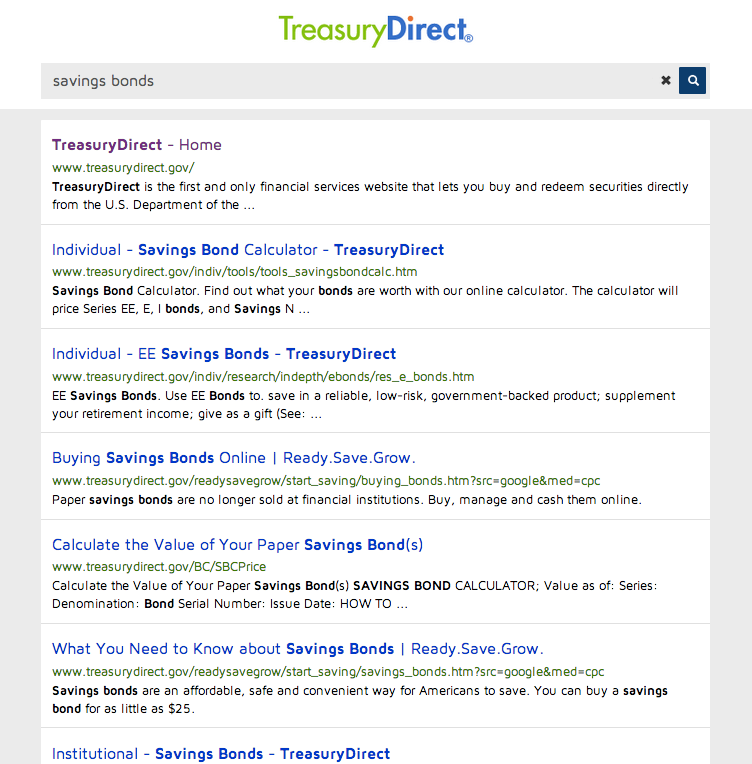 TreasuryDirect®
savings bonds
TreasuryDirect - Home
www.treasurydirect.gov/
TreasuryDirect is the first and only financial services website that lets you buy and redeem securities directly
from the U.S. Department of the ...
Individual - Savings Bond Calculator - TreasuryDirect
www.treasurydirect.gov/indiv/tools/tools_savingsbondcalc.htm
Savings Bond Calculator. Find out what your bonds are worth with our online calculator. The calculator will
price Series EE, E, I bonds, and Savings N ...
Individual - EE Savings Bonds - TreasuryDirect
www.treasurydirect.gov/indiv/research/indepth/ebonds/res_e_bonds.htm
EE Savings Bonds. Use EE Bonds to. save in a reliable, low-risk, government-backed product; supplement
your retirement income; give as a gift (See: ...
Buying Savings Bonds Online | Ready.Save.Grow.
www.treasurydirect.gov/readysavegrow/start_saving/buying_bonds.htm?src=google&med=cpc
Paper savings bonds are no longer sold at financial institutions. Buy, manage and cash them online.
Calculate the Value of Your Paper Savings Bond(s)
www.treasurydirect.gov/BC/SBCPrice
Calculate the Value of Your Paper Savings Bond(s) SAVINGS BOND CALCULATOR; Value as of: Series:
Denomination: Bond Serial Number: Issue Date: HOW TO ...
What You Need to Know about Savings Bonds | Ready.Save.Grow.
www.treasurydirect.gov/readysavegrow/start_saving/savings_bonds.htm?src=google&med=cpc
Savings bonds are an affordable, safe and convenient way for Americans to save. You can buy a savings
bond for as little as $25.
Institutional - Savings Bonds - TreasuryDirect